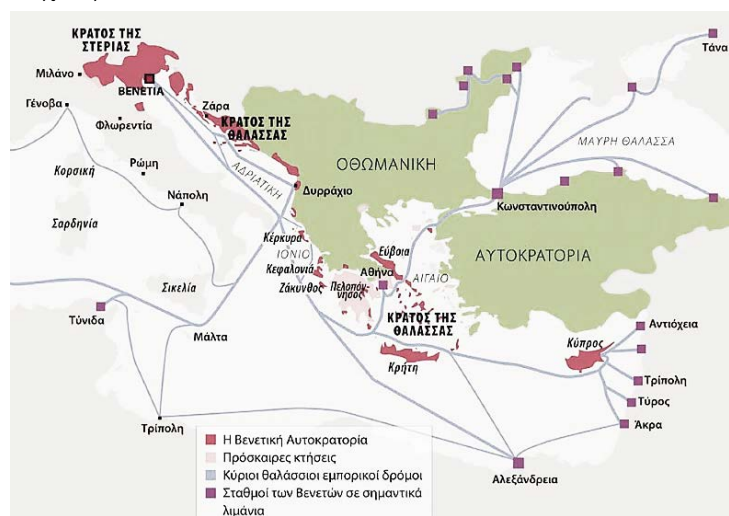 ΚΡΑΤΟΣ ΤΗΣ
ΣΤΕΡΙΑΣ
Τάνα
Μιλάνο
ΒΕΝΕΤΙΑ
Γένοβα
Ζάρα
Φλωρεντία
ΚΡΑΤΟΣ ΤΗΣ
ΘΑΛΑΣΣΑΣ
ΜΑΥΡΗ ΘΑΛΑΣΣΑ
ΟΘΩΜΑΝΙΚΗ
Κορσική
Ρώμη
ΑΔΡΙΑΤΙΚΗ
Δυρράχιο
Κωνσταντινούπολη
Νάπολη
Σαρδηνία
Κέρκυρα
Εύβοια
ΑΥΤΟΚΡΑΤΟΡΙΑ
ΙΟΝΙΟ
Κεφαλονιά
Αθήνα
ΑΙΓΑΙΟ
Σικελία
Ζάκυνθος
Πελοπόν-
νησος
Τύνιδα
ΚΡΑΤΟΣ ΤΗΣ
ΘΑΛΑΣΣΑΣ
Αντιόχεια
Μάλτα
Κύπρος
Κρήτη
Τρίπολη
Τύρος
Τρίπολη
Άκρα
Η Βενετική Αυτοκρατορία
Πρόσκαιρες κτήσεις
Κύριοι θαλάσσιοι εμπορικοί δρόμοι
Αλεξάνδρεια
Σταθμοί των Βενετών σε σημαντικά
λιμάνια